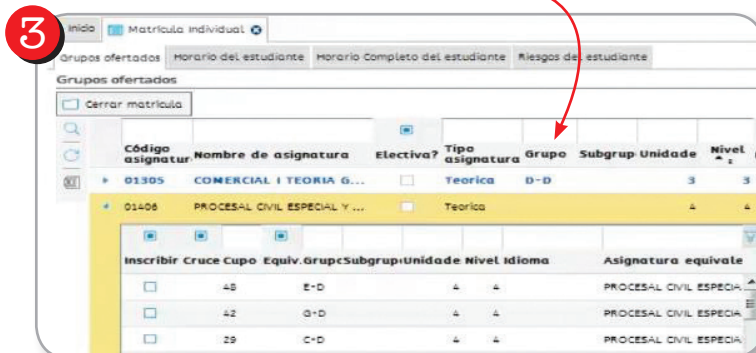 3
Inicio Matrícula Individual
Grupos ofertados Horario del estudiante Horario Completo del estudiante Riesgos del estudiante
Grupos ofertados
Cerrar matrícula
Código asignatur Nombre de asignatura Electiva? Tipo asignatura Grupo Subgrup Unidade Nivel
01305 COMERCIAL I TEORIA G... Teorica D-D 3 3
01406 PROCESAL CIVIL ESPECIAL Y ... Teorica 4 4
Inscribir Cruce Cupo Equiv. Grupo Subgrup Unidade Nivel Idioma Asignatura equivale
48 E-D 4 4 PROCESAL CIVIL ESPECIA
42 G-D 4 4 PROCESAL CIVIL ESPECIA
29 C-D 4 4 PROCESAL CIVIL ESPECIA